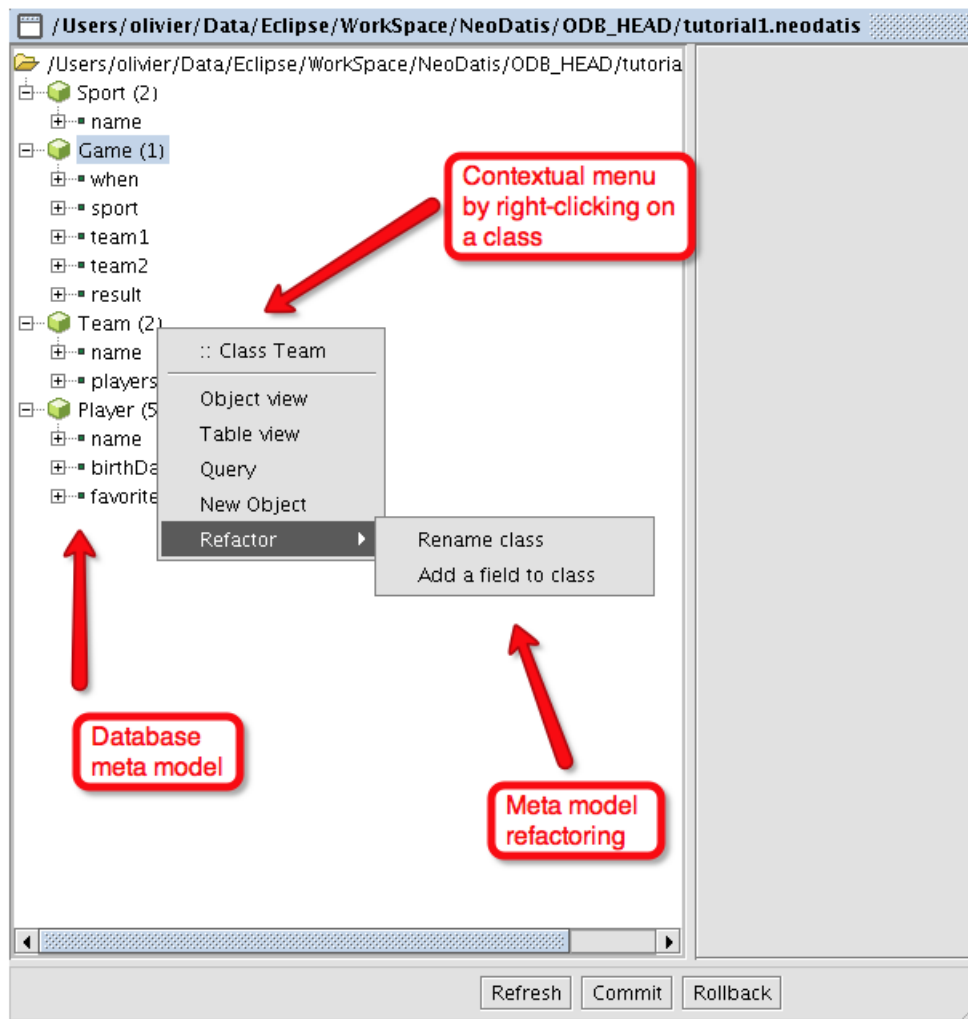 /Users/olivier/Data/Eclipse/WorkSpace/NeoDatis/ODB_HEAD/tutorial1.neodatis
/Users/olivier/Data/Eclipse/WorkSpace/NeoDatis/ODB_HEAD/tutoria
Sport (2)
name
Game (1)
when
sport
team1
team2
result
Team (2)
name
players
Player (5
name
birthDa
favorite
Contextual menu
by right-clicking on
a class
:: Class Team
Object view
Table view
Query
New Object
Refactor
Rename class
Add a field to class
Database
meta model
Meta model
refactoring
Refresh
Commit
Rollback